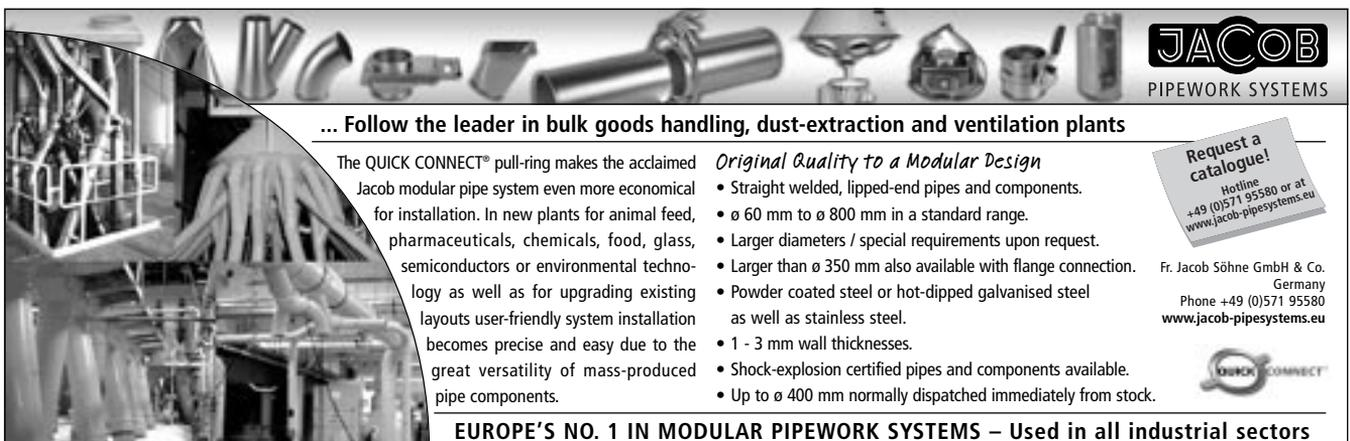 JACOB
PIPEWORK SYSTEMS
... Follow the leader in bulk goods handling, dust-extraction and ventilation plants
The QUICK CONNECT® pull-ring makes the acclaimed
Jacob modular pipe system even more economical
for installation. In new plants for animal feed,
pharmaceuticals, chemicals, food, glass,
semiconductors or environmental techno-
logy as well as for upgrading existing
layouts user-friendly system installation
becomes precise and easy due to the
great versatility of mass-produced
pipe components.
Original Quality to a Modular Design
• Straight welded, lipped-end pipes and components.
• ø 60 mm to ø 800 mm in a standard range.
• Larger diameters / special requirements upon request.
• Larger than ø 350 mm also available with flange connection.
• Powder coated steel or hot-dipped galvanised steel
as well as stainless steel.
• 1 - 3 mm wall thicknesses.
• Shock-explosion certified pipes and components available.
• Up to ø 400 mm normally dispatched immediately from stock.
Request a
catalogue!
Hotline
+49 (0)571 95580 or at
www.jacob-pipesystems.eu
Fr. Jacob Söhne GmbH & Co.
Germany
Phone +49 (0)571 95580
www.jacob-pipesystems.eu
QUICK CONNECT
EUROPE'S NO. 1 IN MODULAR PIPEWORK SYSTEMS – Used in all industrial sectors